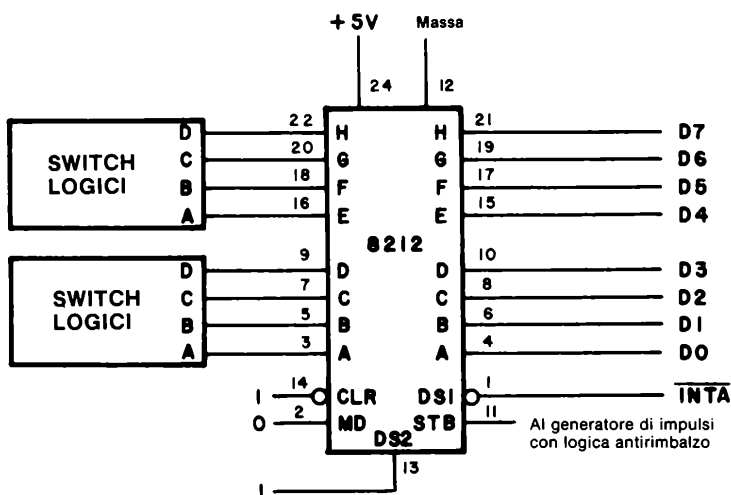 +5V Massa
24 12
D 22 H H 21 D7
SWITCH C 20 G G 19 D6
LOGICI B 18 F F 17 D5
A 16 E E 15 D4
8212
D 9 D D 10 D3
SWITCH C 7 C C 8 D2
LOGICI B 5 B B 6 D1
A 3 A A 4 D0
1 14 CLR DS1 1 INTA
0 2 MD STB 11 Al generatore di impulsi
con logica antirimbalzo
DS2
13
1